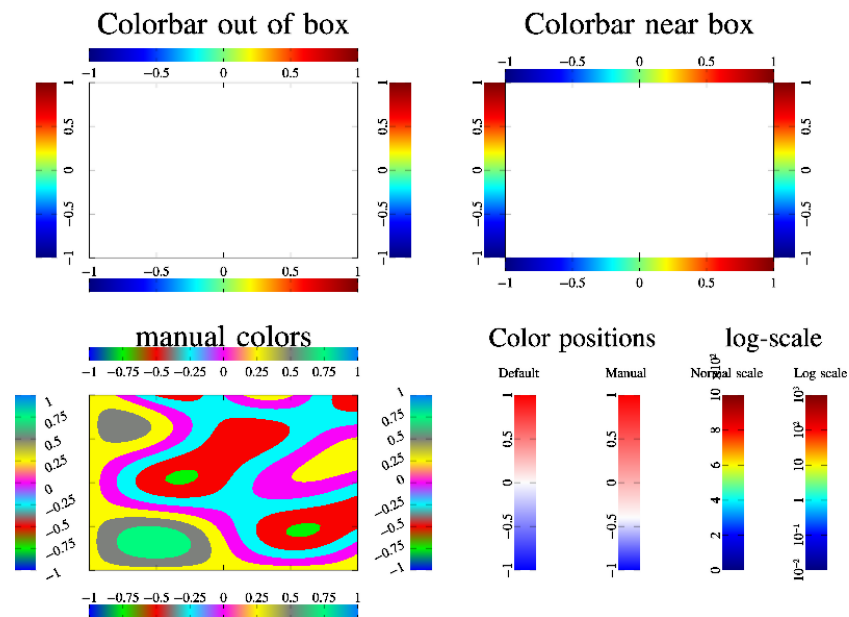 Colorbar out of box
Colorbar near box
−1 −0.5 0 0.5 1
−1 −0.5 0 0.5 1
−1 −0.5 0 0.5 1
−1 −0.5 0 0.5 1
−1 −0.5 0 0.5 1
−1 −0.5 0 0.5 1
−1 −0.5 0 0.5 1
−1 −0.5 0 0.5 1
manual colors
−1 −0.75 −0.5 −0.25 0 0.25 0.5 0.75 1
1
0.75
0.5
0.25
0
−0.25
−0.5
−0.75
−1
1
0.75
0.5
0.25
0
−0.25
−0.5
−0.75
−1
−1 −0.75 −0.5 −0.25 0 0.25 0.5 0.75 1
Color positions
log-scale
Default
Manual
Normal scale
Log scale
−1 −0.5 0 0.5 1
−1 −0.5 0 0.5 1
0 2 4 6 8 10
10⁻² 10⁻¹ 1 10 10² 10³